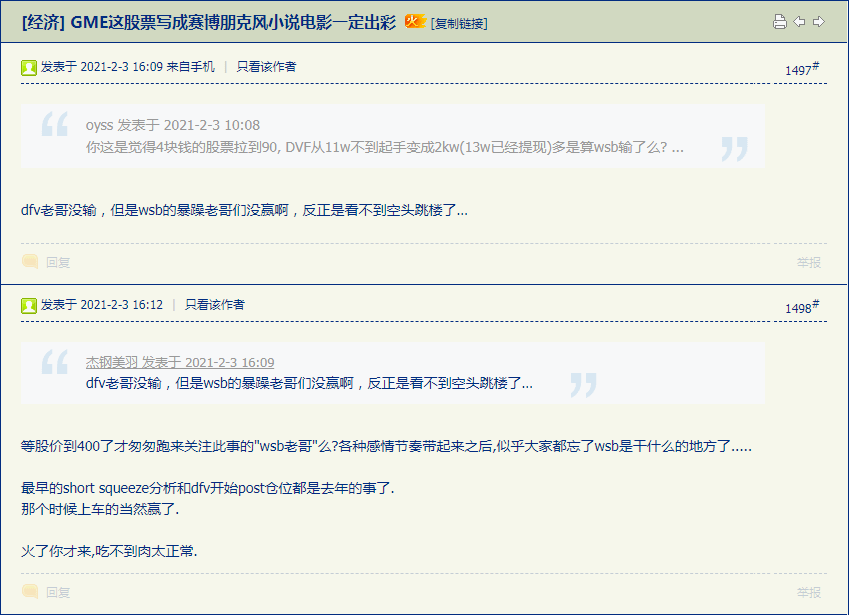 [经济] GME这股票写成赛博朋克风小说电影一定出彩 火 [复制链接]
发表于 2021-2-3 16:09 来自手机 | 只看该作者 1497#
oyss 发表于 2021-2-3 10:08
你这是觉得4块钱的股票拉到90, DVF从11w不到起手变成2kw(13w已经提现)多是算wsb输了么? ...
dfv老哥没输，但是wsb的暴躁老哥们没赢啊，反正是看不到空头跳楼了...
回复 举报
发表于 2021-2-3 16:12 | 只看该作者 1498#
杰钢美羽 发表于 2021-2-3 16:09
dfv老哥没输，但是wsb的暴躁老哥们没赢啊，反正是看不到空头跳楼了...
等股价到400了才匆匆跑来关注此事的"wsb老哥"么?各种感情节奏带起来之后,似乎大家都忘了wsb是干什么的地方了.....
最早的short squeeze分析和dfv开始post仓位都是去年的事了.
那个时候上车的当然赢了.
火了你才来,吃不到肉太正常.
回复 举报